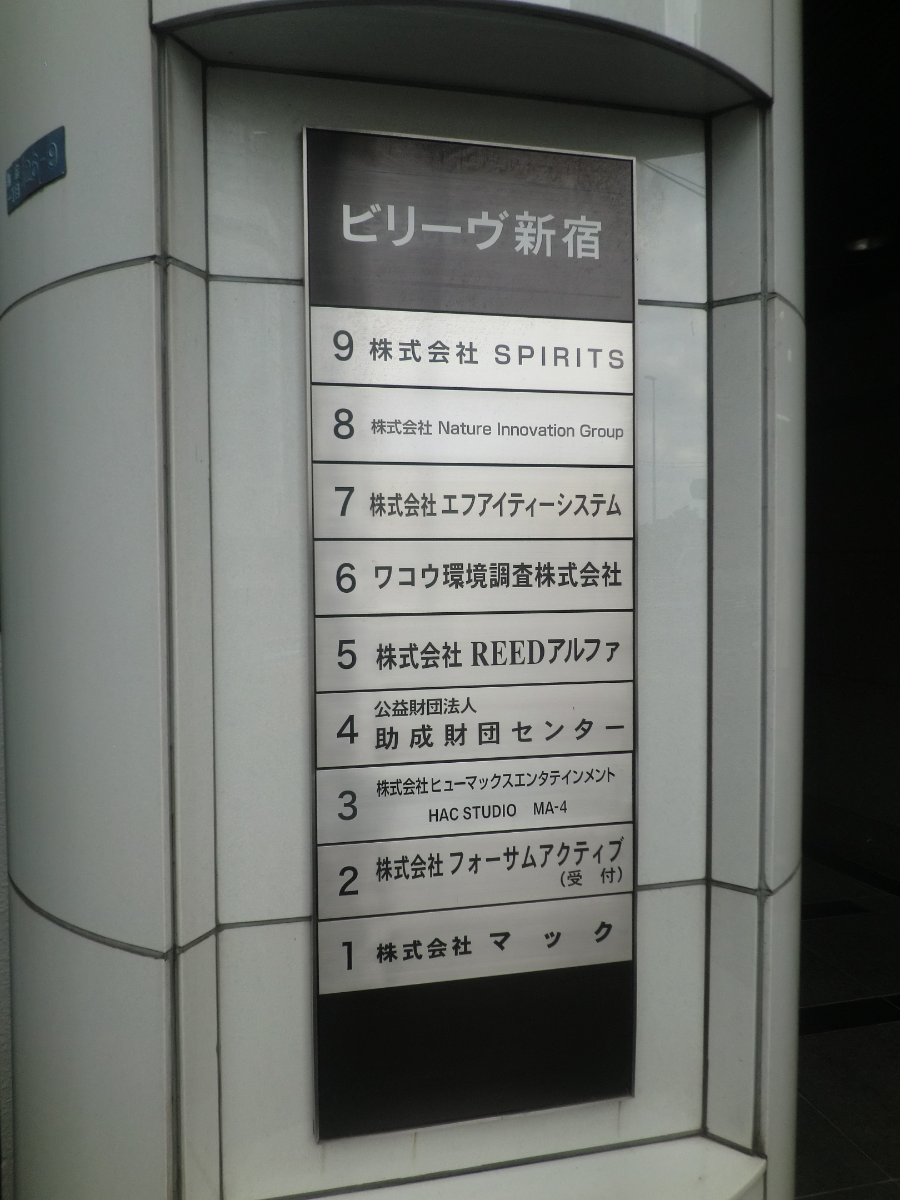 ビリーヴ新宿
9 株式会社 SPIRITS
8 株式会社 Nature Innovation Group
7 株式会社 エフアイティーシステム
6 ワコウ環境調査株式会社
5 株式会社 REEDアルファ
4 公益財団法人
助成財団センター
3 株式会社ヒューマックスエンタテインメント
HAC STUDIO MA-4
2 株式会社 フォーサムアクティブ
(受 付)
1 株式会社 マック
26-9